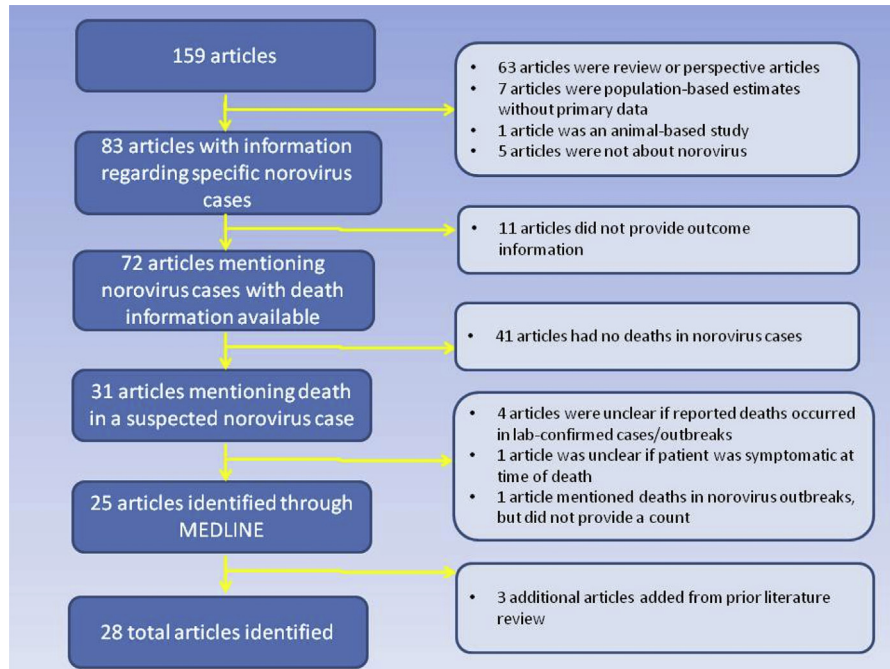 159 articles
• 63 articles were review or perspective articles
• 7 articles were population-based estimates
without primary data
• 1 article was an animal-based study
• 5 articles were not about norovirus
83 articles with information
regarding specific norovirus
cases
• 11 articles did not provide outcome
information
72 articles mentioning
norovirus cases with death
information available
• 41 articles had no deaths in norovirus cases
31 articles mentioning death
in a suspected norovirus case
• 4 articles were unclear if reported deaths occurred
in lab-confirmed cases/outbreaks
• 1 article was unclear if patient was symptomatic at
time of death
• 1 article mentioned deaths in norovirus outbreaks,
but did not provide a count
25 articles identified through
MEDLINE
• 3 additional articles added from prior literature
review
28 total articles identified